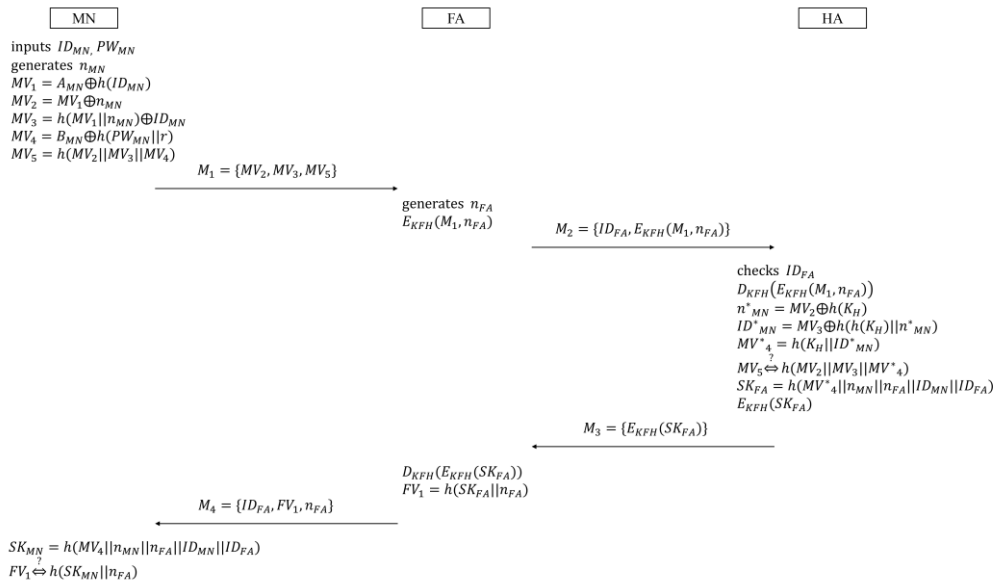 MN
FA
HA
inputs ID_MN, PW_MN
generates n_MN
MV_1 = A_MN⊕h(ID_MN)
MV_2 = MV_1⊕n_MN
MV_3 = h(MV_1||n_MN)⊕ID_MN
MV_4 = B_MN⊕h(PW_MN||r)
MV_5 = h(MV_2||MV_3||MV_4)
M_1 = {MV_2, MV_3, MV_5}
generates n_FA
E_KFH(M_1, n_FA)
M_2 = {ID_FA, E_KFH(M_1, n_FA)}
checks ID_FA
D_KFH(E_KFH(M_1, n_FA))
n*_MN = MV_2⊕h(K_H)
ID*_MN = MV_3⊕h(h(K_H)||n*_MN)
MV*_4 = h(K_H||ID*_MN)
MV_5 ⇔? h(MV_2||MV_3||MV*_4)
SK_FA = h(MV*_4||n_MN||n_FA||ID_MN||ID_FA)
E_KFH(SK_FA)
M_3 = {E_KFH(SK_FA)}
D_KFH(E_KFH(SK_FA))
FV_1 = h(SK_FA||n_FA)
M_4 = {ID_FA, FV_1, n_FA}
SK_MN = h(MV_4||n_MN||n_FA||ID_MN||ID_FA)
FV_1 ⇔? h(SK_MN||n_FA)